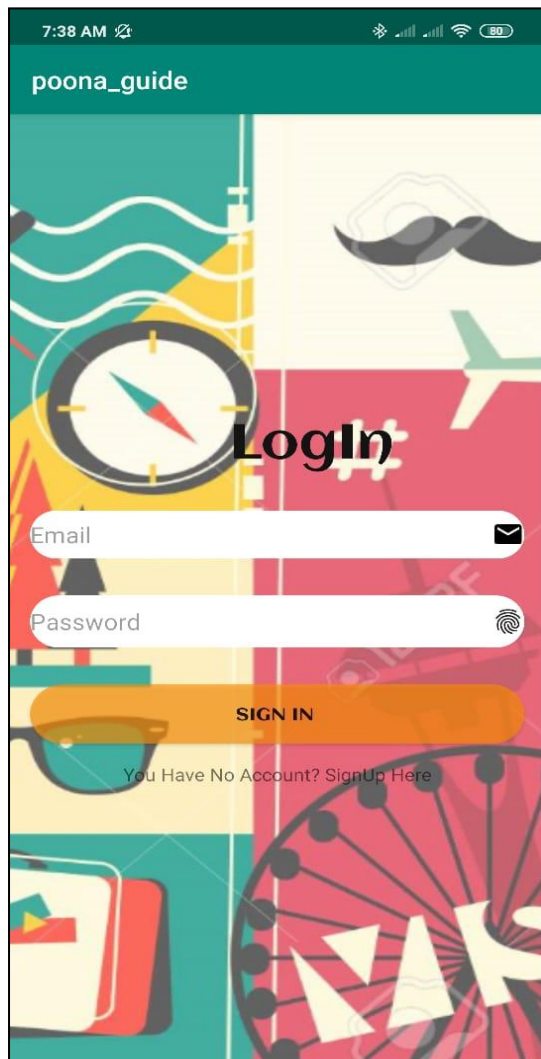 7:38 AM
80
poona_guide
LogIn
Email
Password
SIGN IN
You Have No Account? SignUp Here